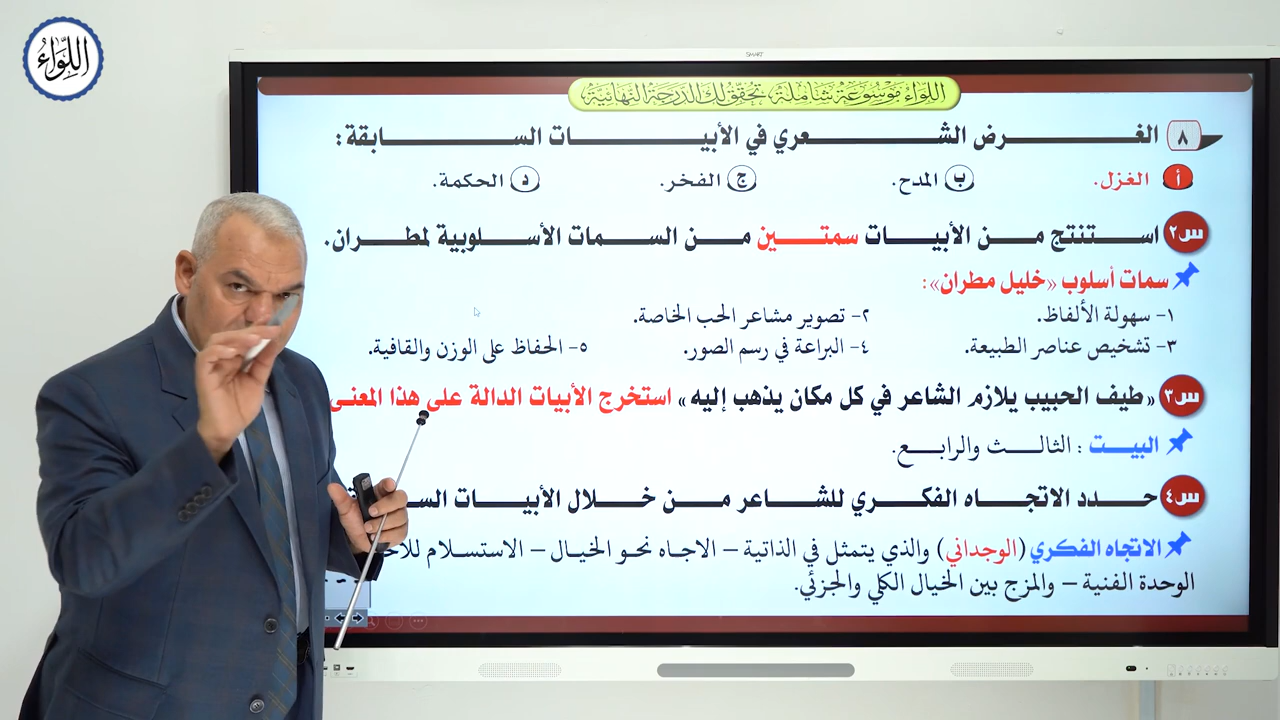 اللِّوَاءُ
SMART
اللواء موسوعة شاملة، تحقق لك الدرجة النهائية
٨ الغرض الشعري في الأبيات السابقة:
أ الغزل. ب المدح. ج الفخر. د الحكمة.
س٢ استنتج من الأبيات سمتين من السمات الأسلوبية لمطران.
سمات أسلوب «خليل مطران»:
١- سهولة الألفاظ. ٢- تصوير مشاعر الحب الخاصة.
٣- تشخيص عناصر الطبيعة. ٤- البراعة في رسم الصور. ٥- الحفاظ على الوزن والقافية.
س٣ «طيف الحبيب يلازم الشاعر في كل مكان يذهب إليه» استخرج الأبيات الدالة على هذا المعنى
البيت : الثالث والرابع.
س٤ حدد الاتجاه الفكري للشاعر من خلال الأبيات
الاتجاه الفكري (الوجداني) والذي يتمثل في الذاتية – الاجاه نحو الخيال – الاستسلام
الوحدة الفنية – والمزج بين الخيال الكلي والجزئي.